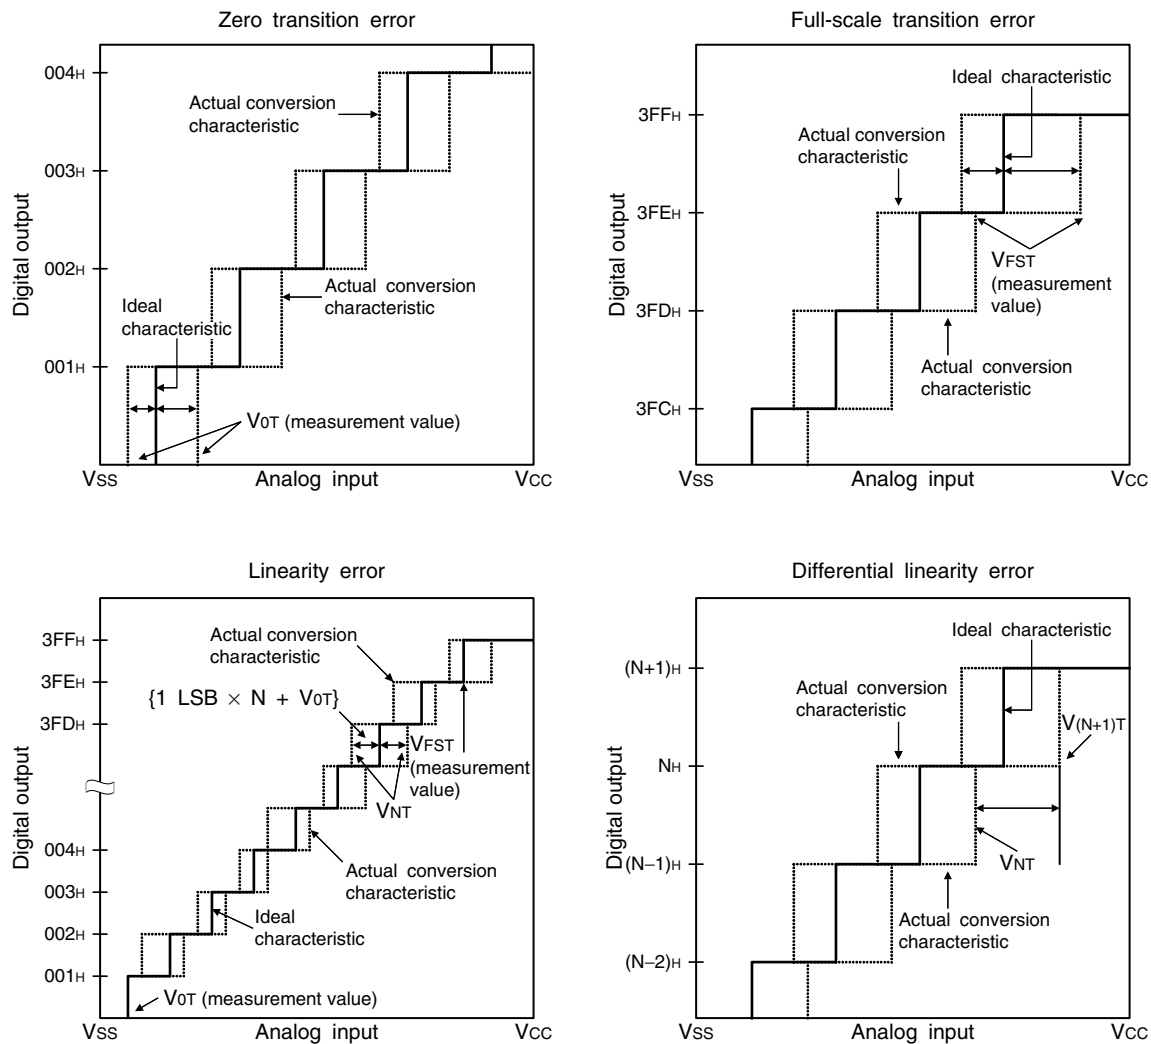 Zero transition error
004H
Actual conversion
characteristic
003H
Digital output
002H
Actual conversion
characteristic
Ideal
characteristic
001H
V0T (measurement value)
VSS
Analog input
VCC
Full-scale transition error
Ideal characteristic
3FFH
Actual conversion
characteristic
3FEH
VFST
(measurement
value)
Digital output
3FDH
Actual conversion
characteristic
3FCH
VSS
Analog input
VCC
Linearity error
3FFH
Actual conversion
characteristic
3FEH
{1 LSB × N + V0T}
3FDH
VFST
(measurement
value)
VNT
Digital output
004H
Actual conversion
characteristic
003H
Ideal
characteristic
002H
001H
V0T (measurement value)
VSS
Analog input
VCC
Differential linearity error
Ideal characteristic
(N+1)H
Actual conversion
characteristic
V(N+1)T
NH
Digital output
(N−1)H
VNT
Actual conversion
characteristic
(N−2)H
VSS
Analog input
VCC